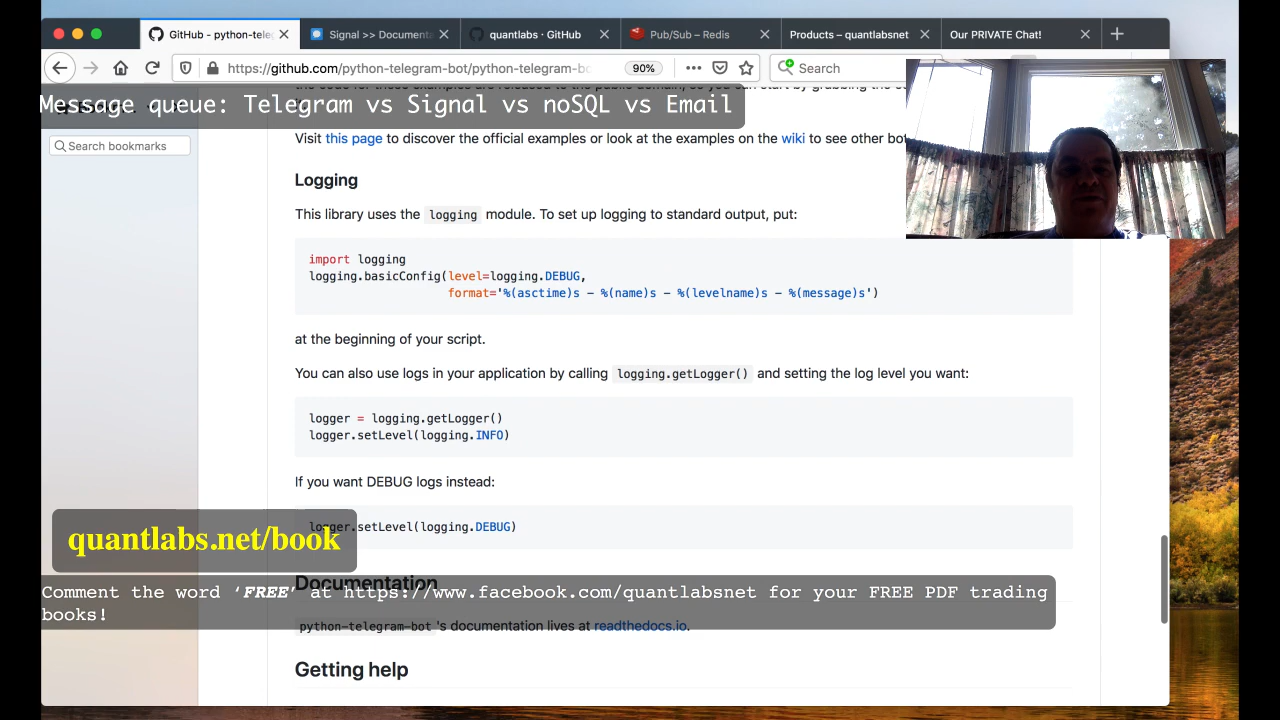 GitHub - python-teleg
Signal >> Documenta
quantlabs · GitHub
Pub/Sub – Redis
Products – quantlabsnet
Our PRIVATE Chat!
https://github.com/python-telegram-bot/python-telegram-bo
90%
Search
Message queue: Telegram vs Signal vs noSQL vs Email
Search bookmarks
Visit this page to discover the official examples or look at the examples on the wiki to see other bot
Logging
This library uses the logging module. To set up logging to standard output, put:
import logging
logging.basicConfig(level=logging.DEBUG,
format='%(asctime)s - %(name)s - %(levelname)s - %(message)s')
at the beginning of your script.
You can also use logs in your application by calling logging.getLogger() and setting the log level you want:
logger = logging.getLogger()
logger.setLevel(logging.INFO)
If you want DEBUG logs instead:
logger.setLevel(logging.DEBUG)
quantlabs.net/book
Documentation
Comment the word ‘FREE’ at https://www.facebook.com/quantlabsnet for your FREE PDF trading
books!
python-telegram-bot 's documentation lives at readthedocs.io.
Getting help